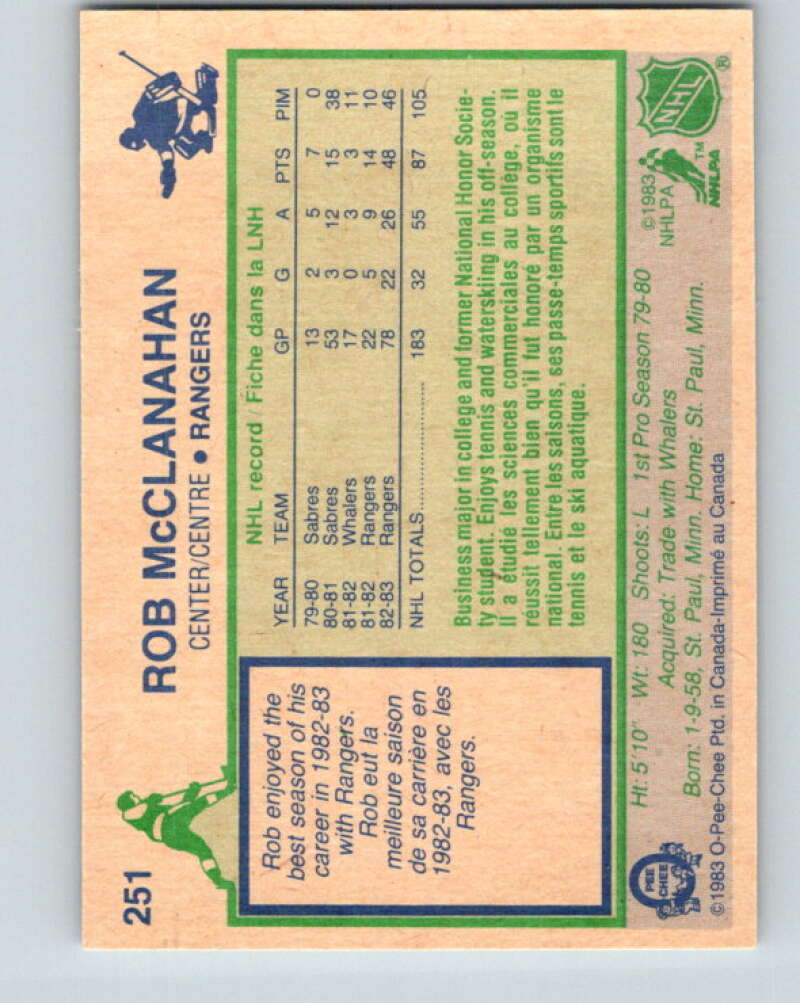 251
ROB McCLANAHAN
CENTER/CENTRE • RANGERS
Rob enjoyed the
best season of his
career in 1982-83
with Rangers.
Rob eut la
meilleure saison
de sa carrière en
1982-83, avec les
Rangers.
NHL record / Fiche dans la LNH
YEAR TEAM GP G A PTS PIM
79-80 Sabres 13 2 5 7 0
80-81 Sabres 53 3 12 15 38
81-82 Whalers 17 0 3 3 11
81-82 Rangers 22 5 9 14 10
82-83 Rangers 78 22 26 48 46
NHL TOTALS............... 183 32 55 87 105
Business major in college and former National Honor Socie-
ty student. Enjoys tennis and waterskiing in his off-season.
Il a étudié les sciences commerciales au collège, où il
réussit tellement bien qu'il fut honoré par un organisme
national. Entre les saisons, ses passe-temps sportifs sont le
tennis et le ski aquatique.
Ht: 5'10" Wt: 180 Shoots: L 1st Pro Season 79-80
Acquired: Trade with Whalers
Born: 1-9-58, St. Paul, Minn. Home: St. Paul, Minn.
©1983 O-Pee-Chee Ptd. in Canada-Imprimé au Canada
PEE
CHEE
©1983
NHLPA
NHL
®
TM
NHLPA